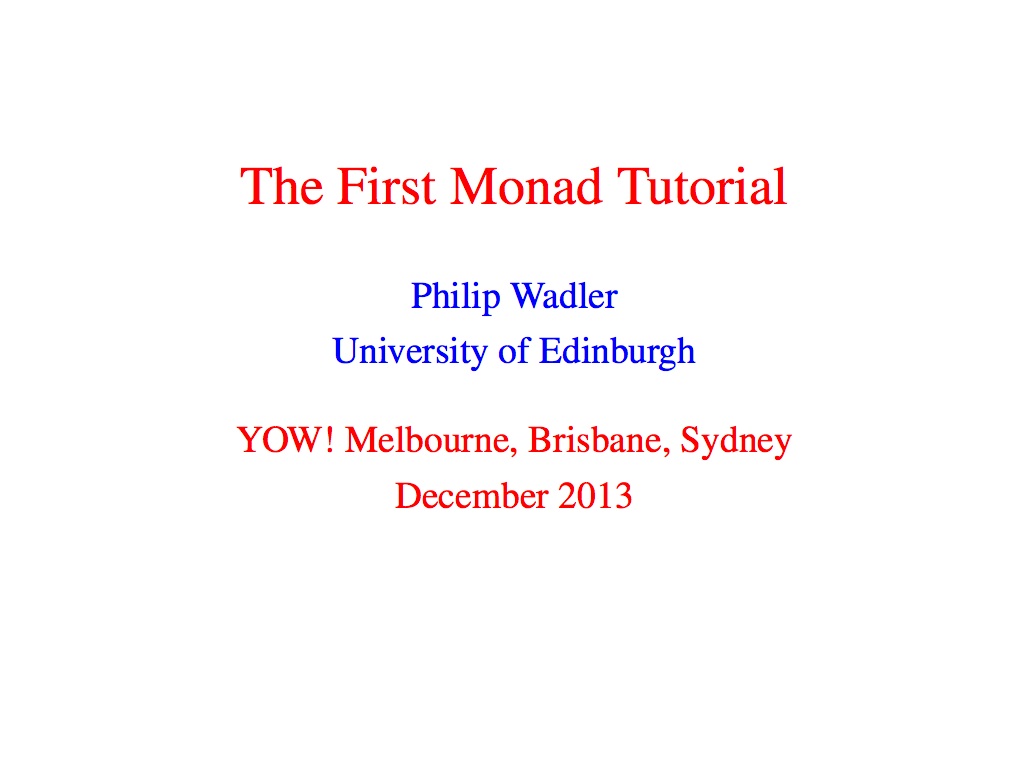 The First Monad Tutorial
Philip Wadler
University of Edinburgh
YOW! Melbourne, Brisbane, Sydney
December 2013